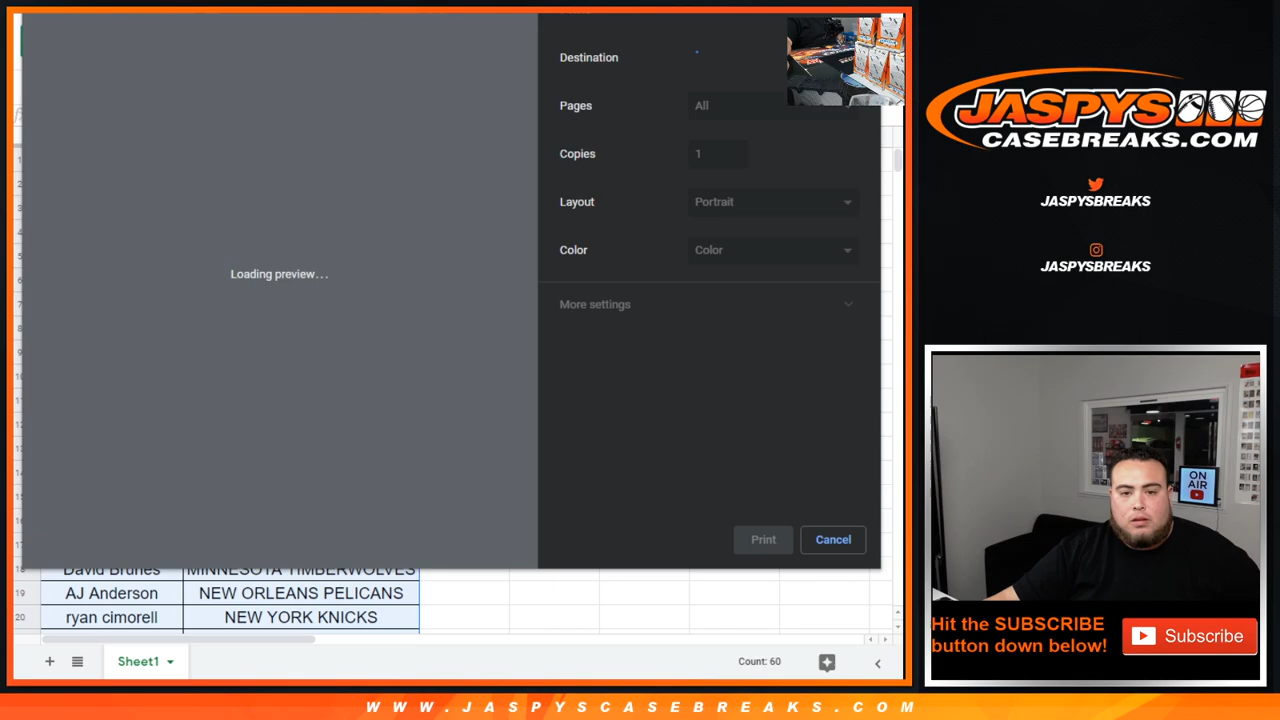 Destination
Pages
All
Copies
1
Layout
Portrait
Color
Color
More settings
Loading preview...
Print
Cancel
18
David Brunes
MINNESOTA TIMBERWOLVES
19
AJ Anderson
NEW ORLEANS PELICANS
20
ryan cimorell
NEW YORK KNICKS
Sheet1
Count: 60
JASPYS
CASEBREAKS.COM
JASPYSBREAKS
JASPYSBREAKS
ON
AIR
Hit the SUBSCRIBE
button down below!
Subscribe
WWW.JASPYSCASEBREAKS.COM